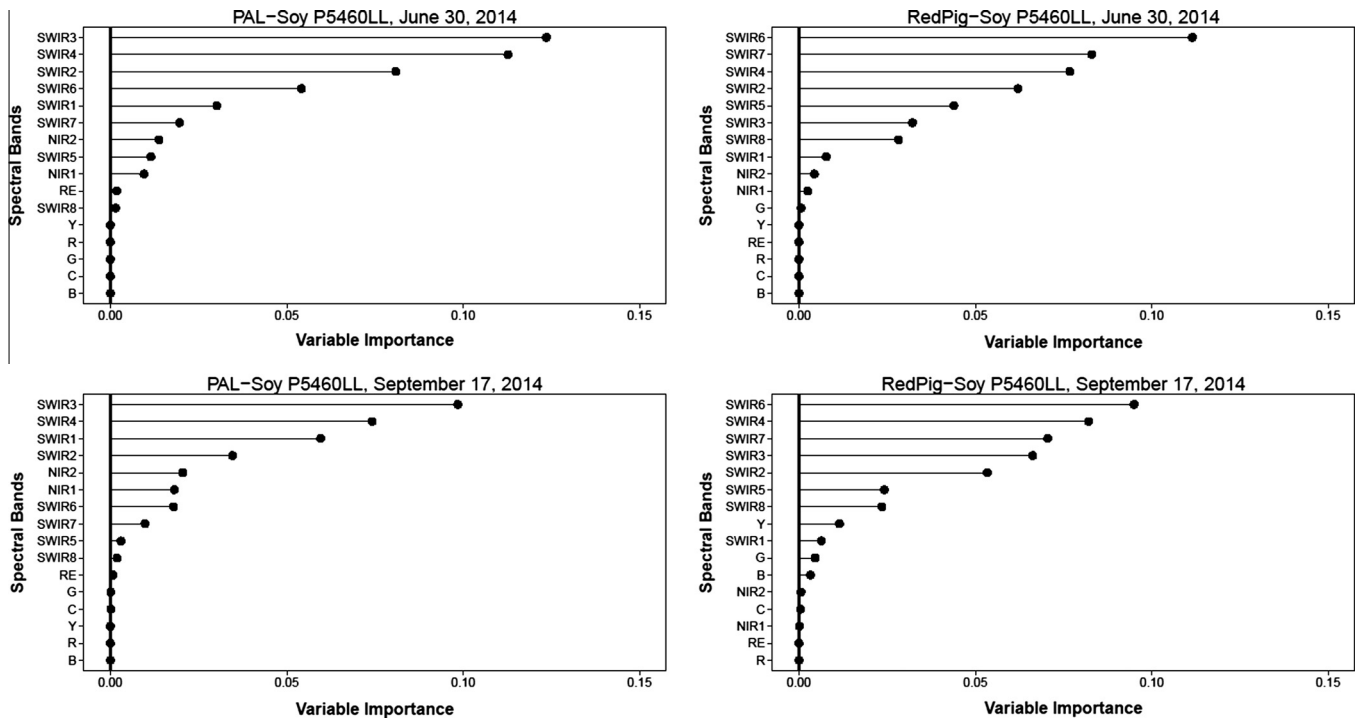 PAL-Soy P5460LL, June 30, 2014
Spectral Bands
SWIR3
SWIR4
SWIR2
SWIR6
SWIR1
SWIR7
NIR2
SWIR5
NIR1
RE
SWIR8
Y
R
G
C
B
0.00 0.05 0.10 0.15
Variable Importance
RedPig-Soy P5460LL, June 30, 2014
Spectral Bands
SWIR6
SWIR7
SWIR4
SWIR2
SWIR5
SWIR3
SWIR8
SWIR1
NIR2
NIR1
G
Y
RE
R
C
B
0.00 0.05 0.10 0.15
Variable Importance
PAL-Soy P5460LL, September 17, 2014
Spectral Bands
SWIR3
SWIR4
SWIR1
SWIR2
NIR2
NIR1
SWIR6
SWIR7
SWIR5
SWIR8
RE
G
C
Y
R
B
0.00 0.05 0.10 0.15
Variable Importance
RedPig-Soy P5460LL, September 17, 2014
Spectral Bands
SWIR6
SWIR4
SWIR7
SWIR3
SWIR2
SWIR5
SWIR8
Y
SWIR1
G
B
NIR2
C
NIR1
RE
R
0.00 0.05 0.10 0.15
Variable Importance